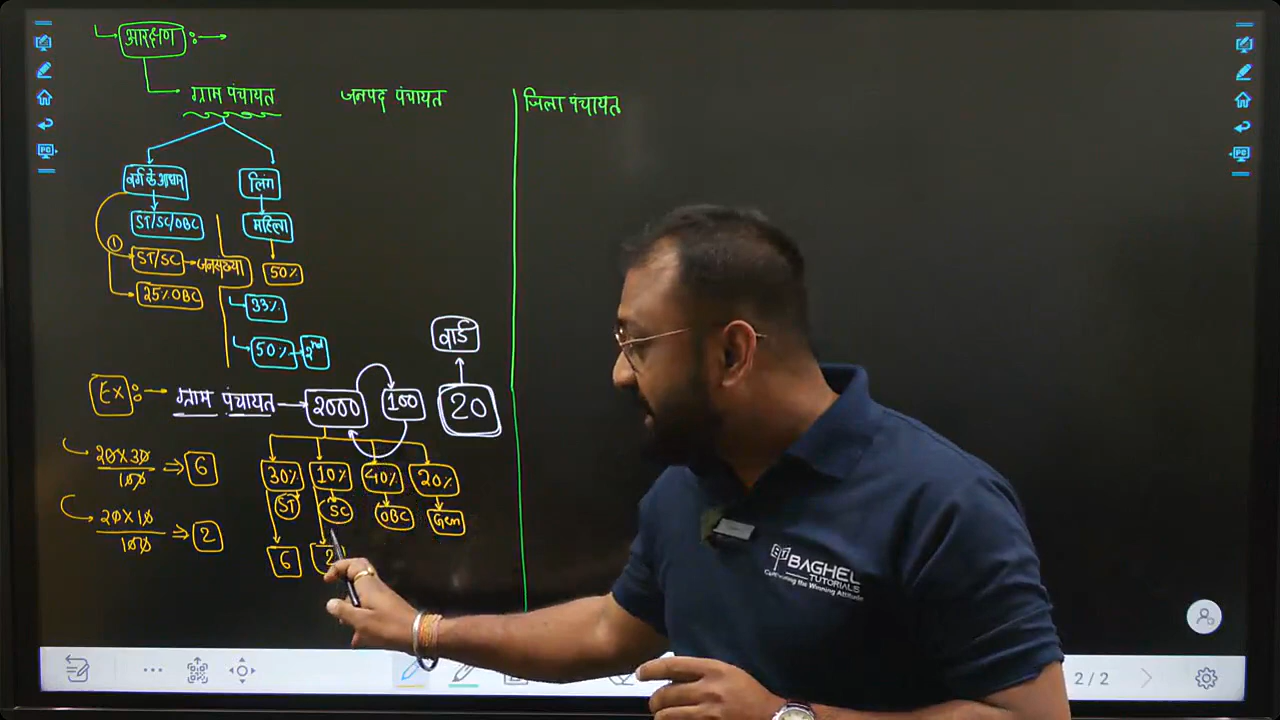 आरक्षण :→
ग्राम पंचायत
जनपद पंचायत
जिला पंचायत
वर्ग के आधार
लिंग
ST/SC/OBC
महिला
① ST/SC → जनसंख्या
50%
25% OBC
33%
50% → 2nd
वार्ड
Ex :→ ग्राम पंचायत → 2000
100
20
20×30/100 ⇒ 6
30%
10%
40%
20%
ST
SC
OBC
Gen
20×10/100 ⇒ 2
6
2
BT BAGHEL
TUTORIALS
2/2